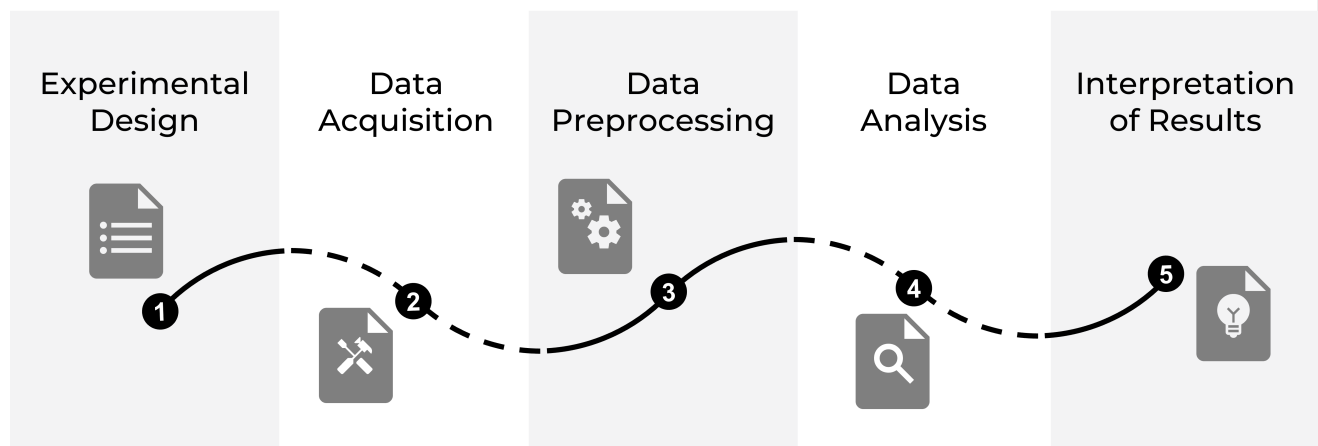 Experimental
Design
Data
Acquisition
Data
Preprocessing
Data
Analysis
Interpretation
of Results
1
2
3
4
5